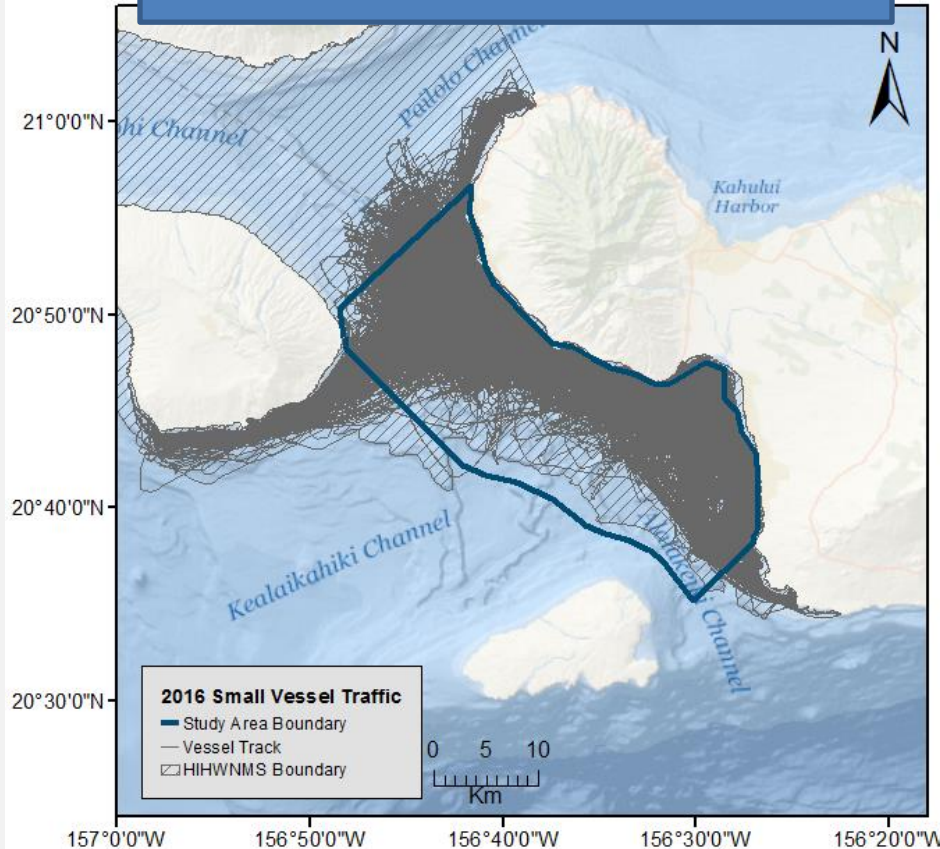 N
Pailolo Channel
hi Channel
Kahului
Harbor
Kealaikahiki Channel
Channel
21°0'0"N
20°50'0"N
20°40'0"N
20°30'0"N
2016 Small Vessel Traffic
Study Area Boundary
Vessel Track
HIHWNMS Boundary
0 5 10
Km
157°0'0"W 156°50'0"W 156°40'0"W 156°30'0"W 156°20'0"W